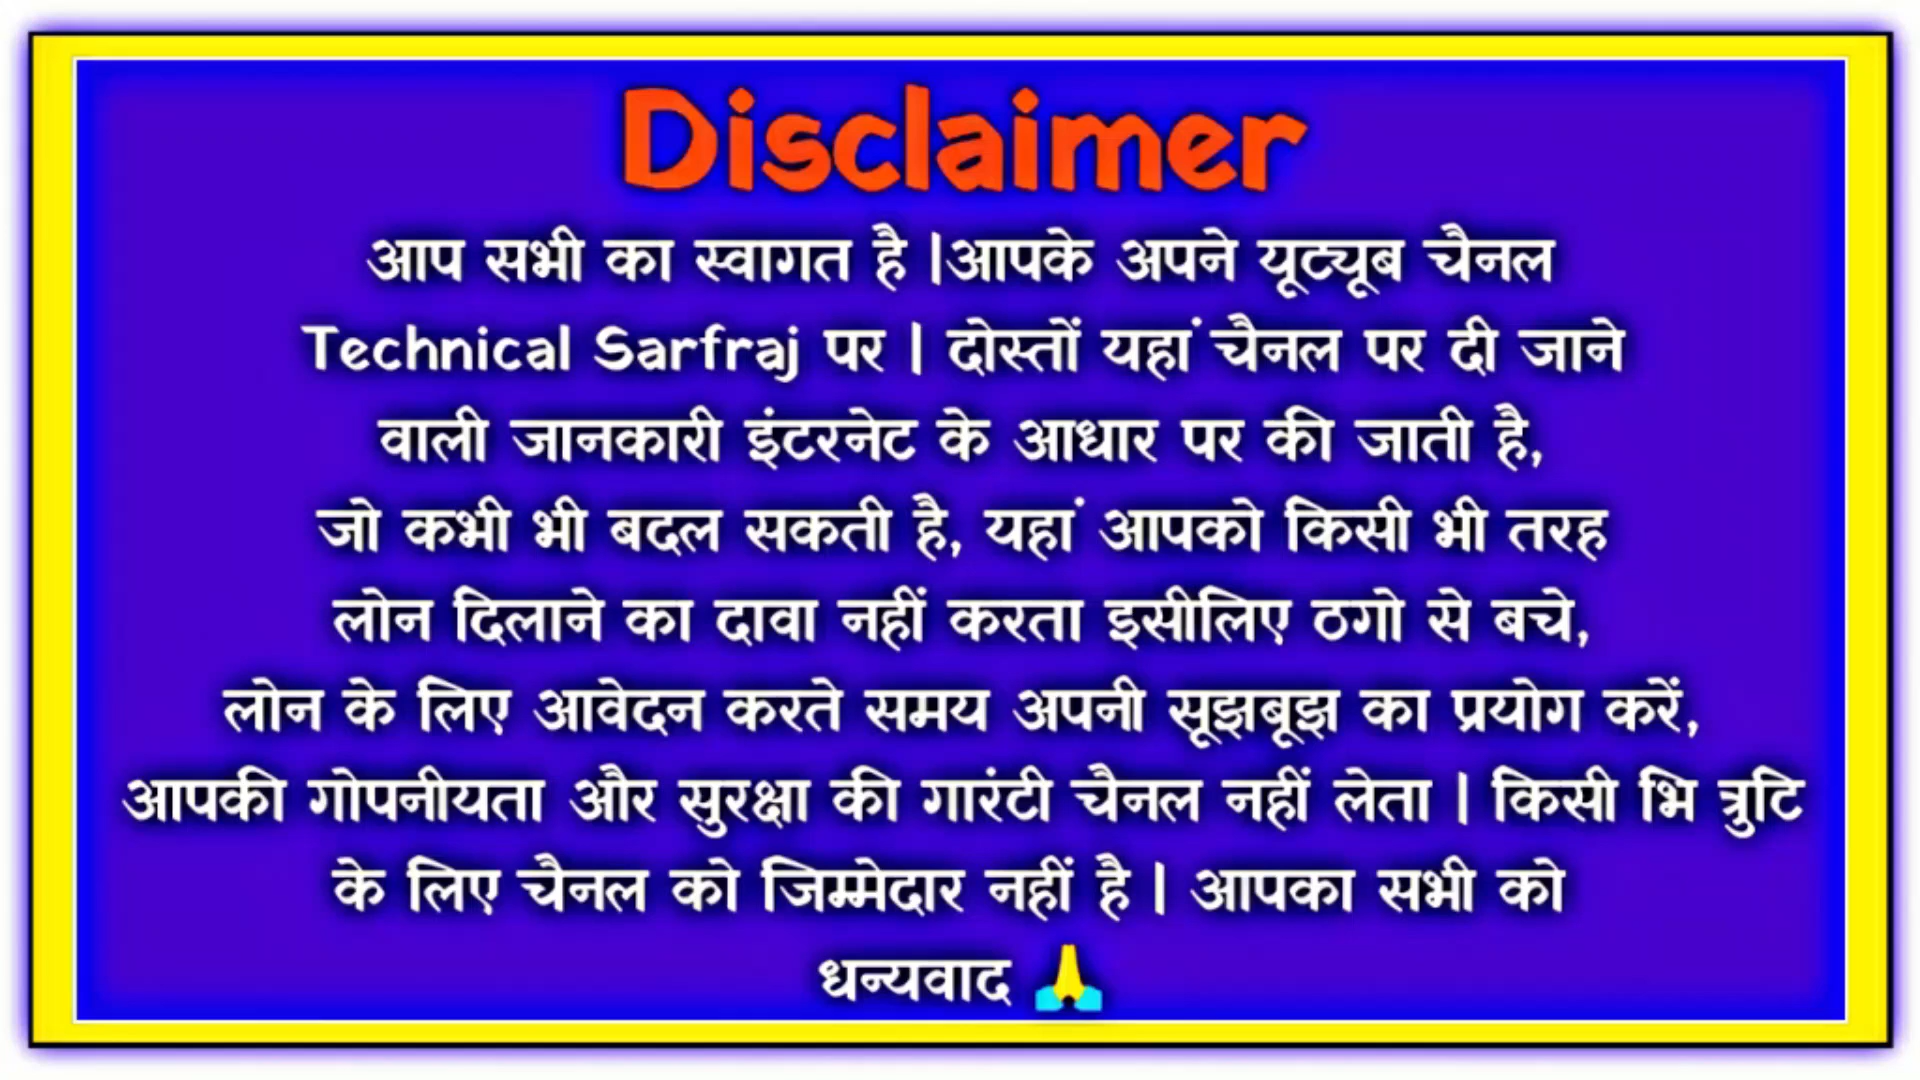 Disclaimer
आप सभी का स्वागत है |आपके अपने यूट्यूब चैनल
Technical Sarfraj पर | दोस्तों यहां चैनल पर दी जाने
वाली जानकारी इंटरनेट के आधार पर की जाती है,
जो कभी भी बदल सकती है, यहां आपको किसी भी तरह
लोन दिलाने का दावा नहीं करता इसीलिए ठगो से बचे,
लोन के लिए आवेदन करते समय अपनी सूझबूझ का प्रयोग करें,
आपकी गोपनीयता और सुरक्षा की गारंटी चैनल नहीं लेता | किसी भि त्रुटि
के लिए चैनल को जिम्मेदार नहीं है | आपका सभी को
धन्यवाद 🙏